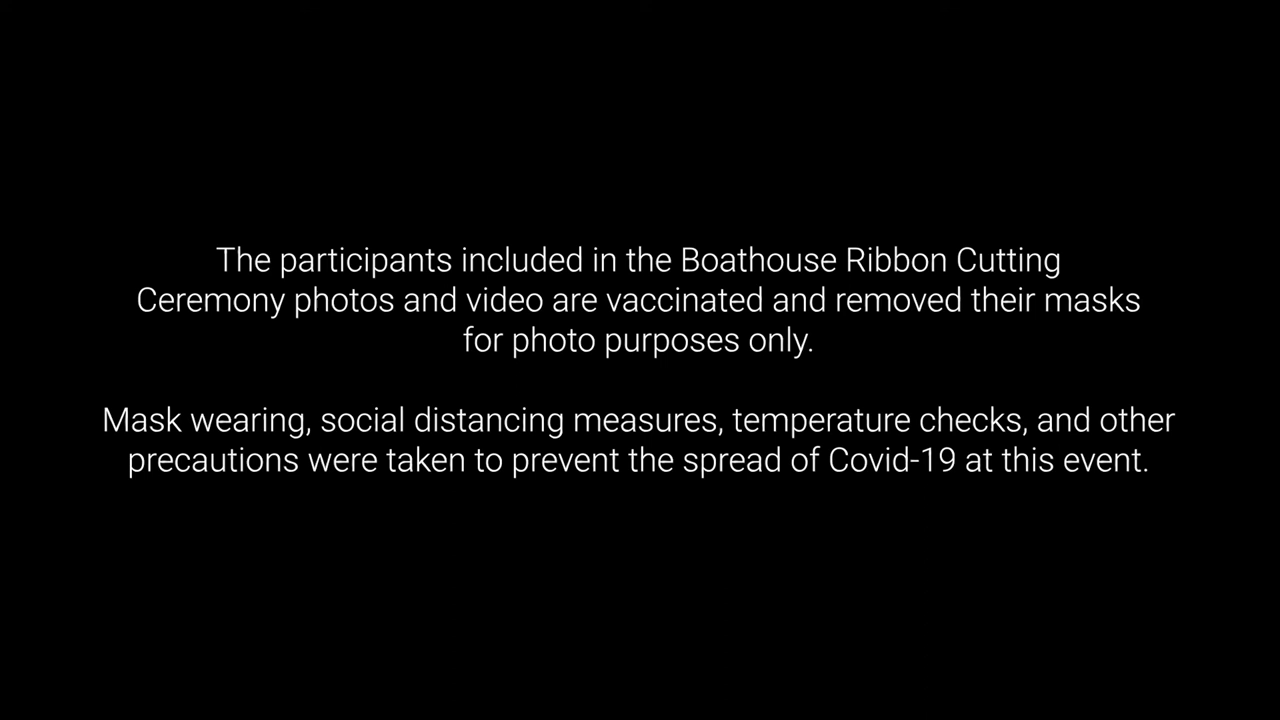 The participants included in the Boathouse Ribbon Cutting
Ceremony photos and video are vaccinated and removed their masks
for photo purposes only.
Mask wearing, social distancing measures, temperature checks, and other
precautions were taken to prevent the spread of Covid-19 at this event.